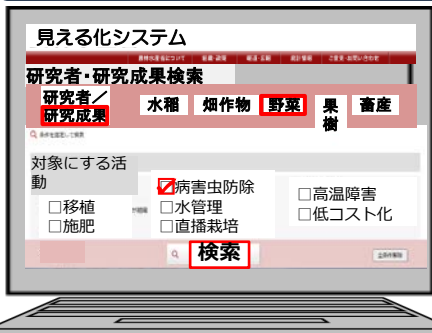 見える化システム
研究者・研究成果検索
研究者／
研究成果
水稲 畑作物 野菜 果樹 畜産
対象にする活動
□移植
□施肥
☑病害虫防除
□水管理
□直播栽培
□高温障害
□低コスト化
検索